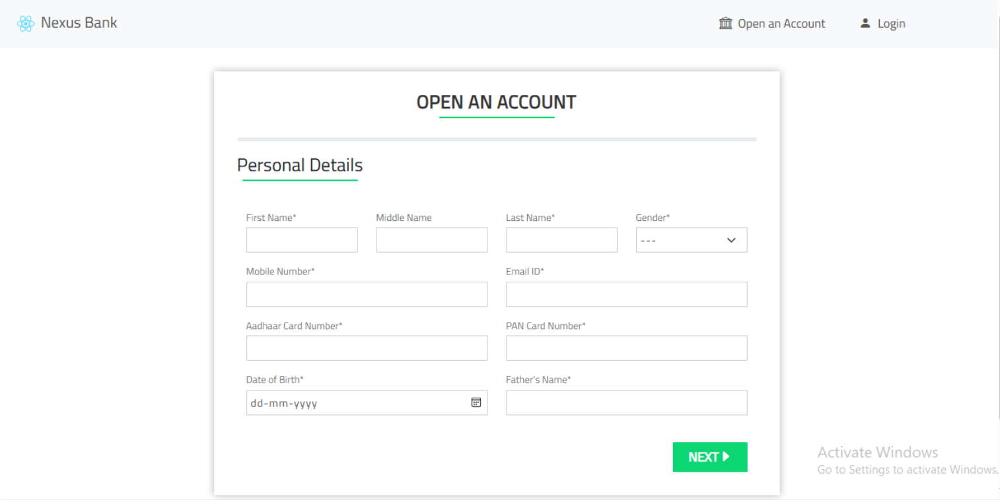 Nexus Bank
Open an Account
Login
OPEN AN ACCOUNT
Personal Details
First Name*
Middle Name
Last Name*
Gender*
---
Mobile Number*
Email ID*
Aadhaar Card Number*
PAN Card Number*
Date of Birth*
Father's Name*
dd-mm-yyyy
NEXT
Activate Windows
Go to Settings to activate Windows.